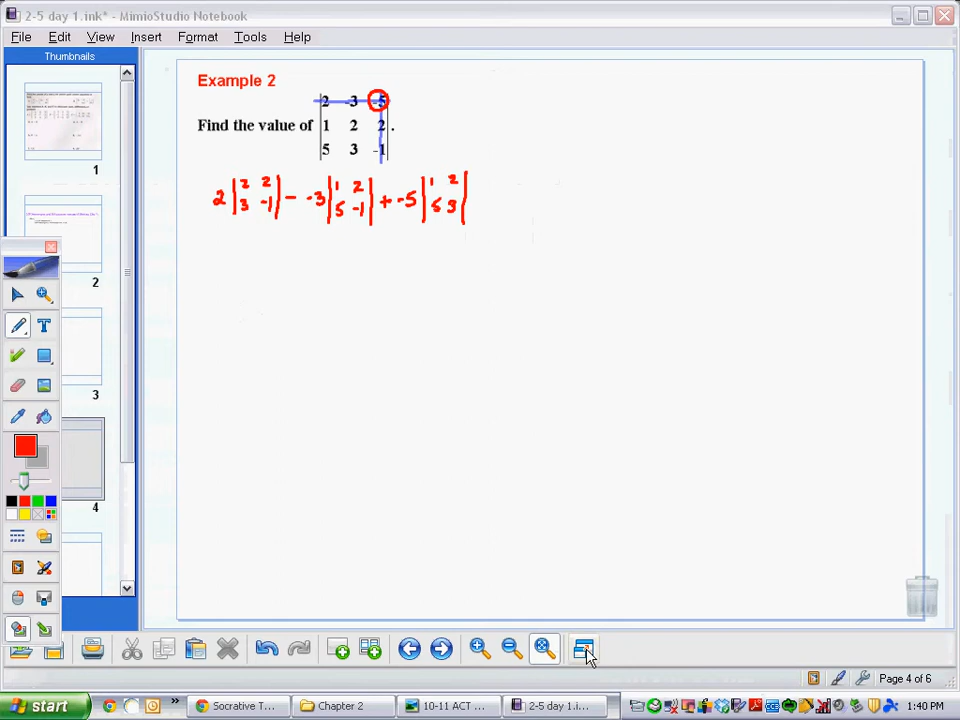 2-5 day 1.ink* - MimioStudio Notebook
File Edit View Insert Format Tools Help
Thumbnails
1
2
3
4
Example 2
2 -3 -5
Find the value of | 1 2 2 | .
5 3 -1
2 | 2 2 | - -3 | 1 2 | + -5 | 1 2 |
3 -1 5 -1 5 3
Page 4 of 6
start
Socrative T...
Chapter 2
10-11 ACT ...
2-5 day 1.i...
1:40 PM